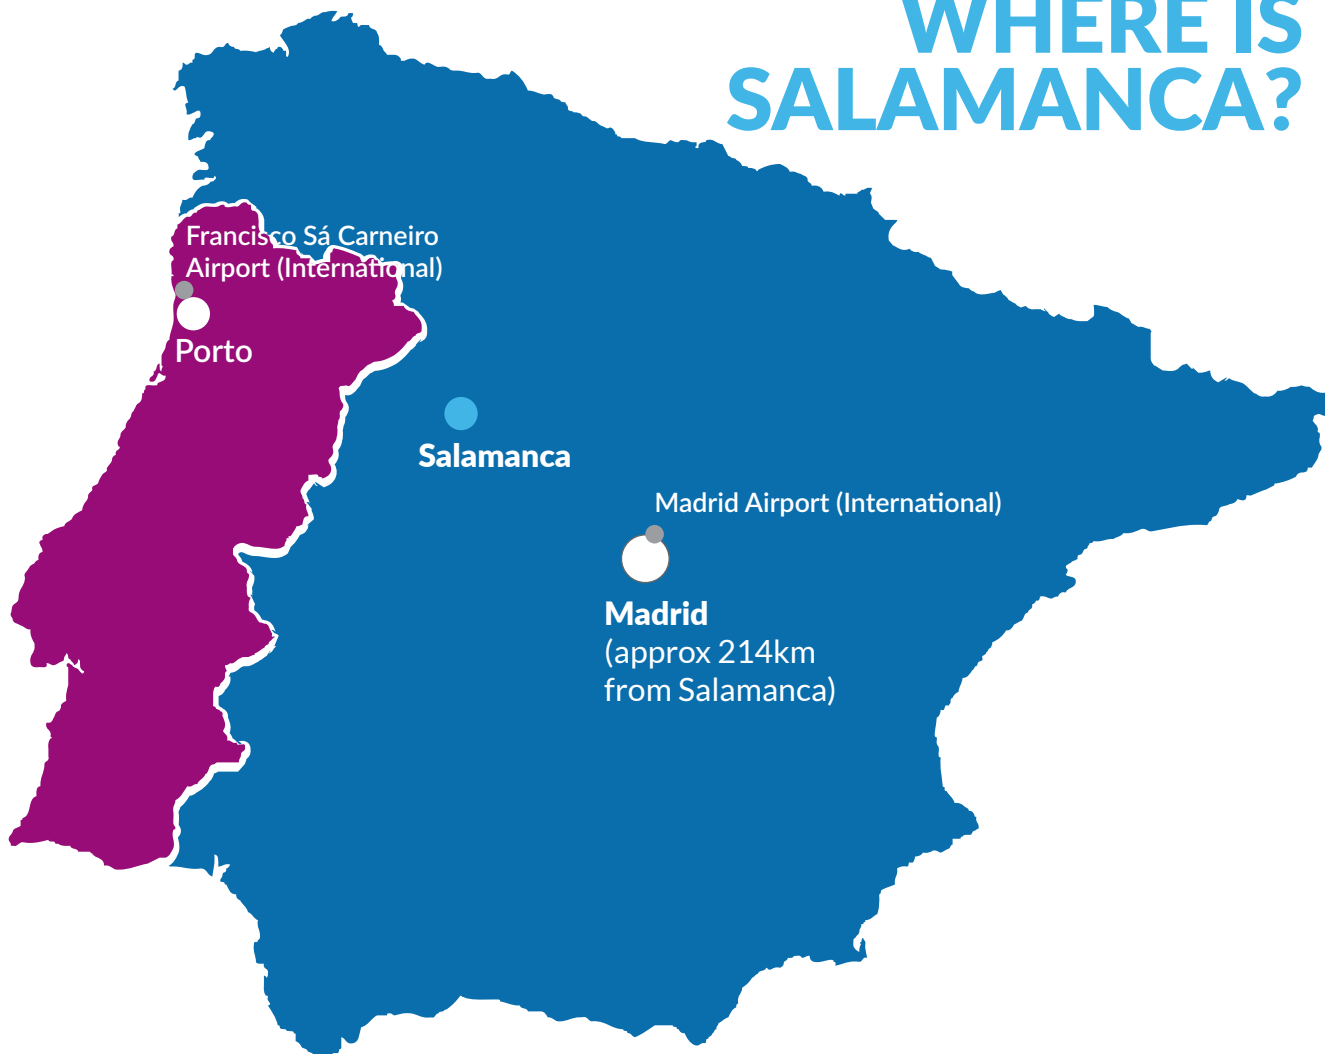 WHERE IS
SALAMANCA?
Francisco Sá Carneiro
Airport (International)
Porto
Salamanca
Madrid Airport (International)
Madrid
(approx 214km
from Salamanca)